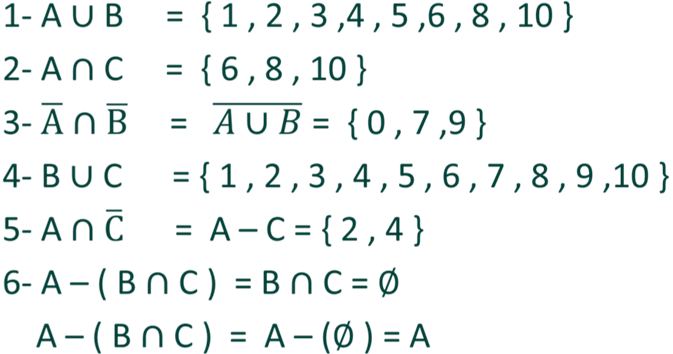 1- A ∪ B = { 1 , 2 , 3 ,4 , 5 ,6 , 8 , 10 }
2- A ∩ C = { 6 , 8 , 10 }
3- A̅ ∩ B̅ = \overline{A ∪ B} = { 0 , 7 ,9 }
4- B ∪ C = { 1 , 2 , 3 , 4 , 5 , 6 , 7 , 8 , 9 ,10 }
5- A ∩ C̅ = A – C = { 2 , 4 }
6- A – ( B ∩ C ) = B ∩ C = ∅
A – ( B ∩ C ) = A – (∅ ) = A